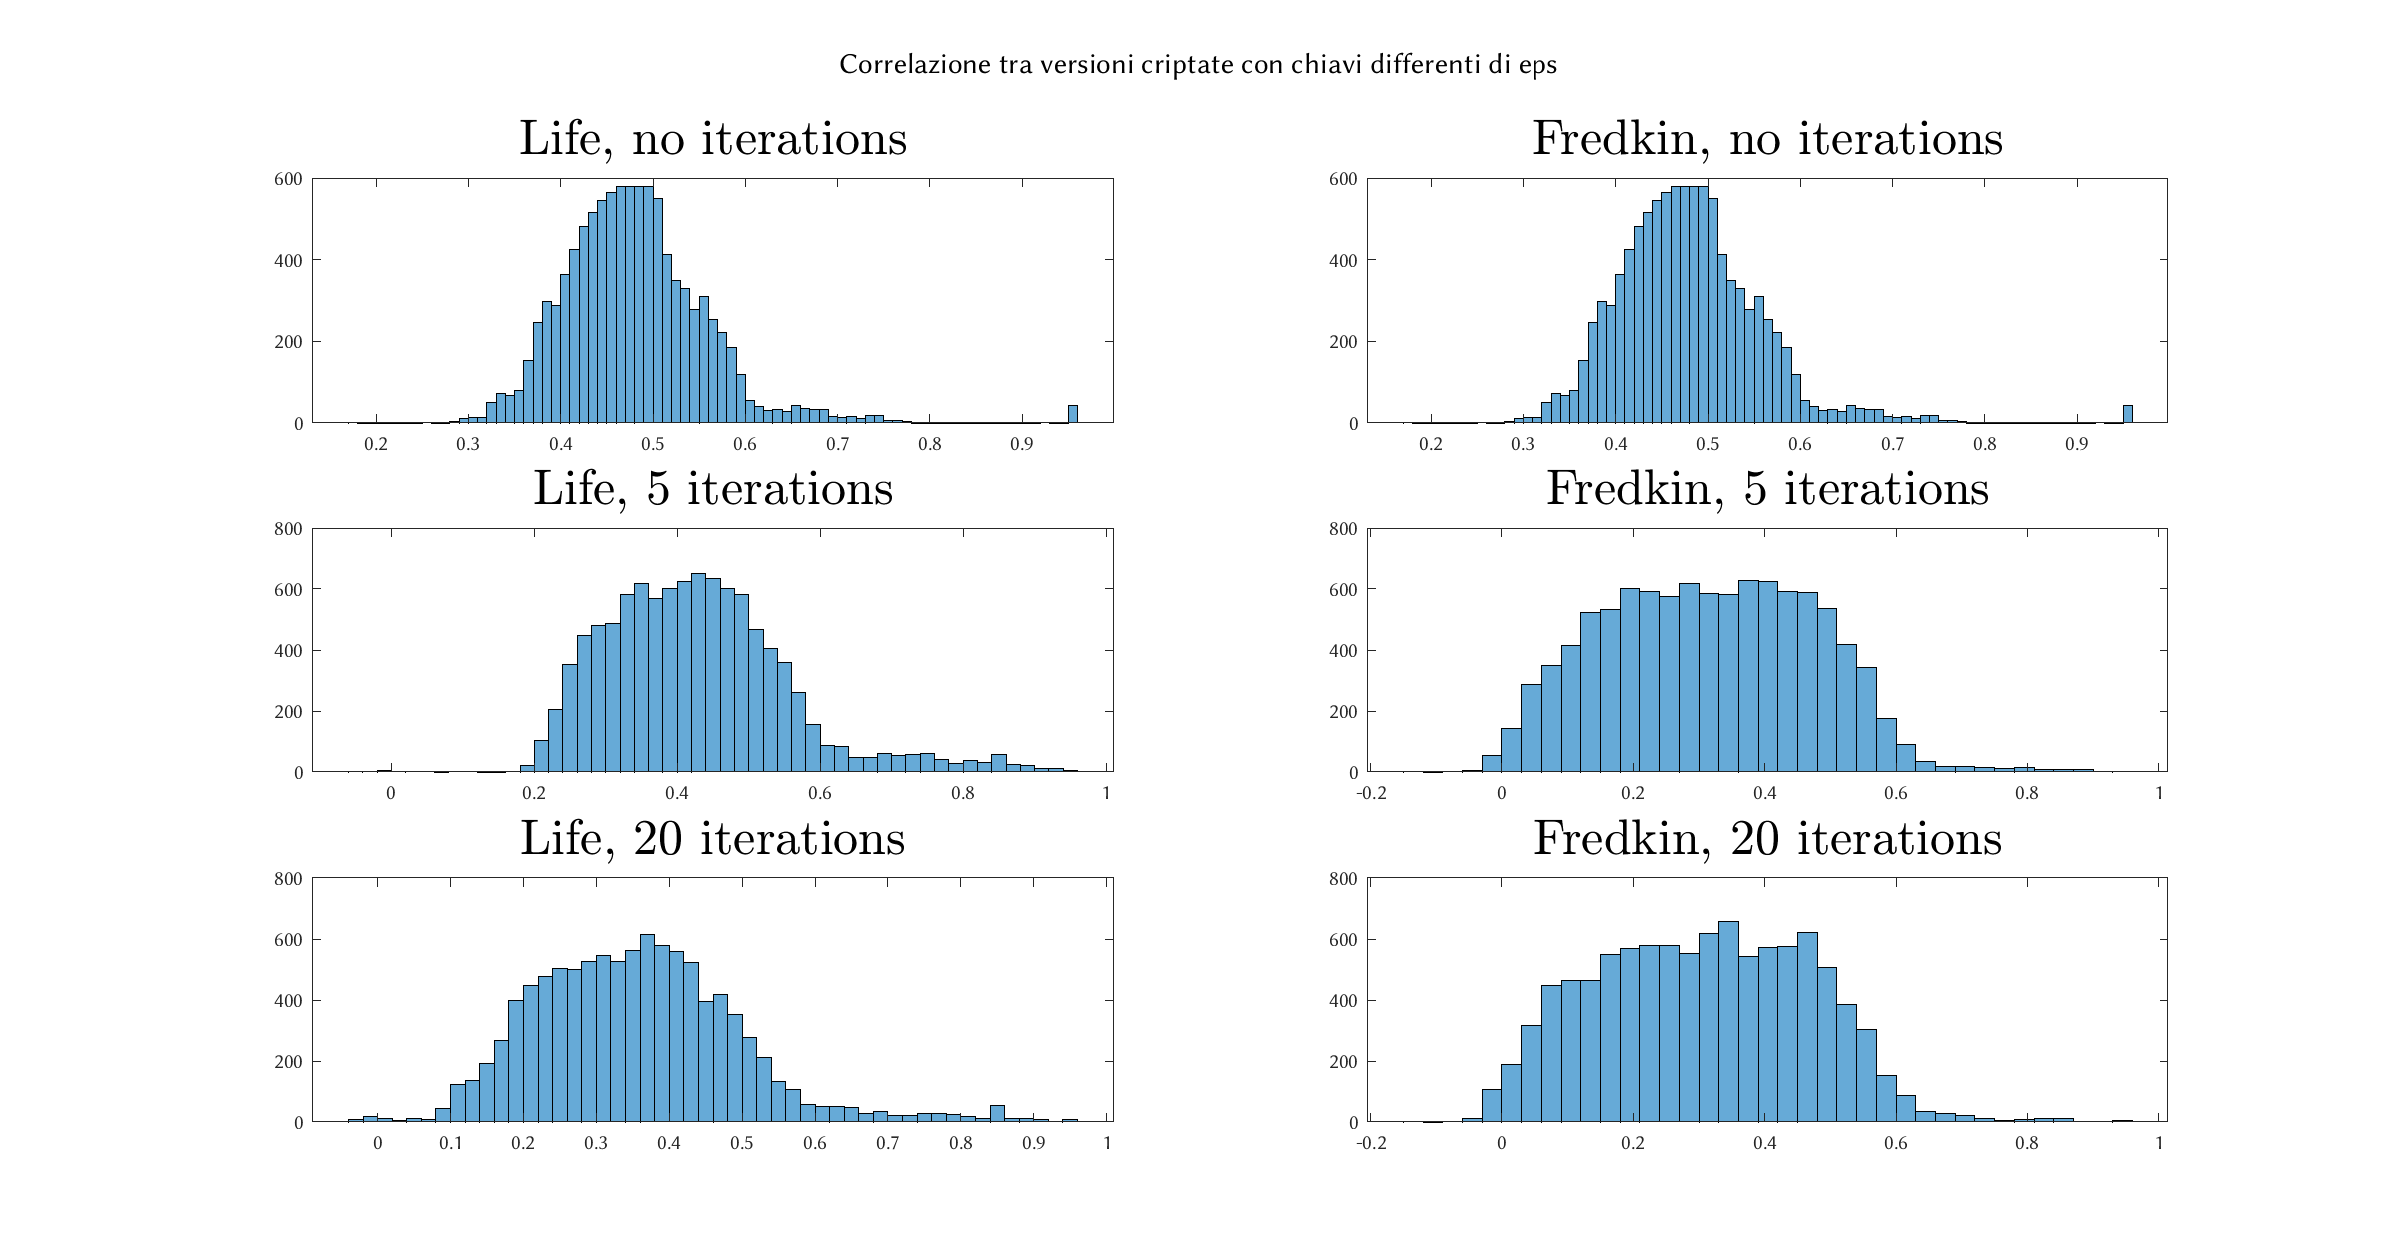 Correlazione tra versioni criptate con chiavi differenti di eps
Life, no iterations
600
400
200
0
0.2 0.3 0.4 0.5 0.6 0.7 0.8 0.9
Fredkin, no iterations
600
400
200
0
0.2 0.3 0.4 0.5 0.6 0.7 0.8 0.9
Life, 5 iterations
800
600
400
200
0
0 0.2 0.4 0.6 0.8 1
Fredkin, 5 iterations
800
600
400
200
0
-0.2 0 0.2 0.4 0.6 0.8 1
Life, 20 iterations
800
600
400
200
0
0 0.1 0.2 0.3 0.4 0.5 0.6 0.7 0.8 0.9 1
Fredkin, 20 iterations
800
600
400
200
0
-0.2 0 0.2 0.4 0.6 0.8 1